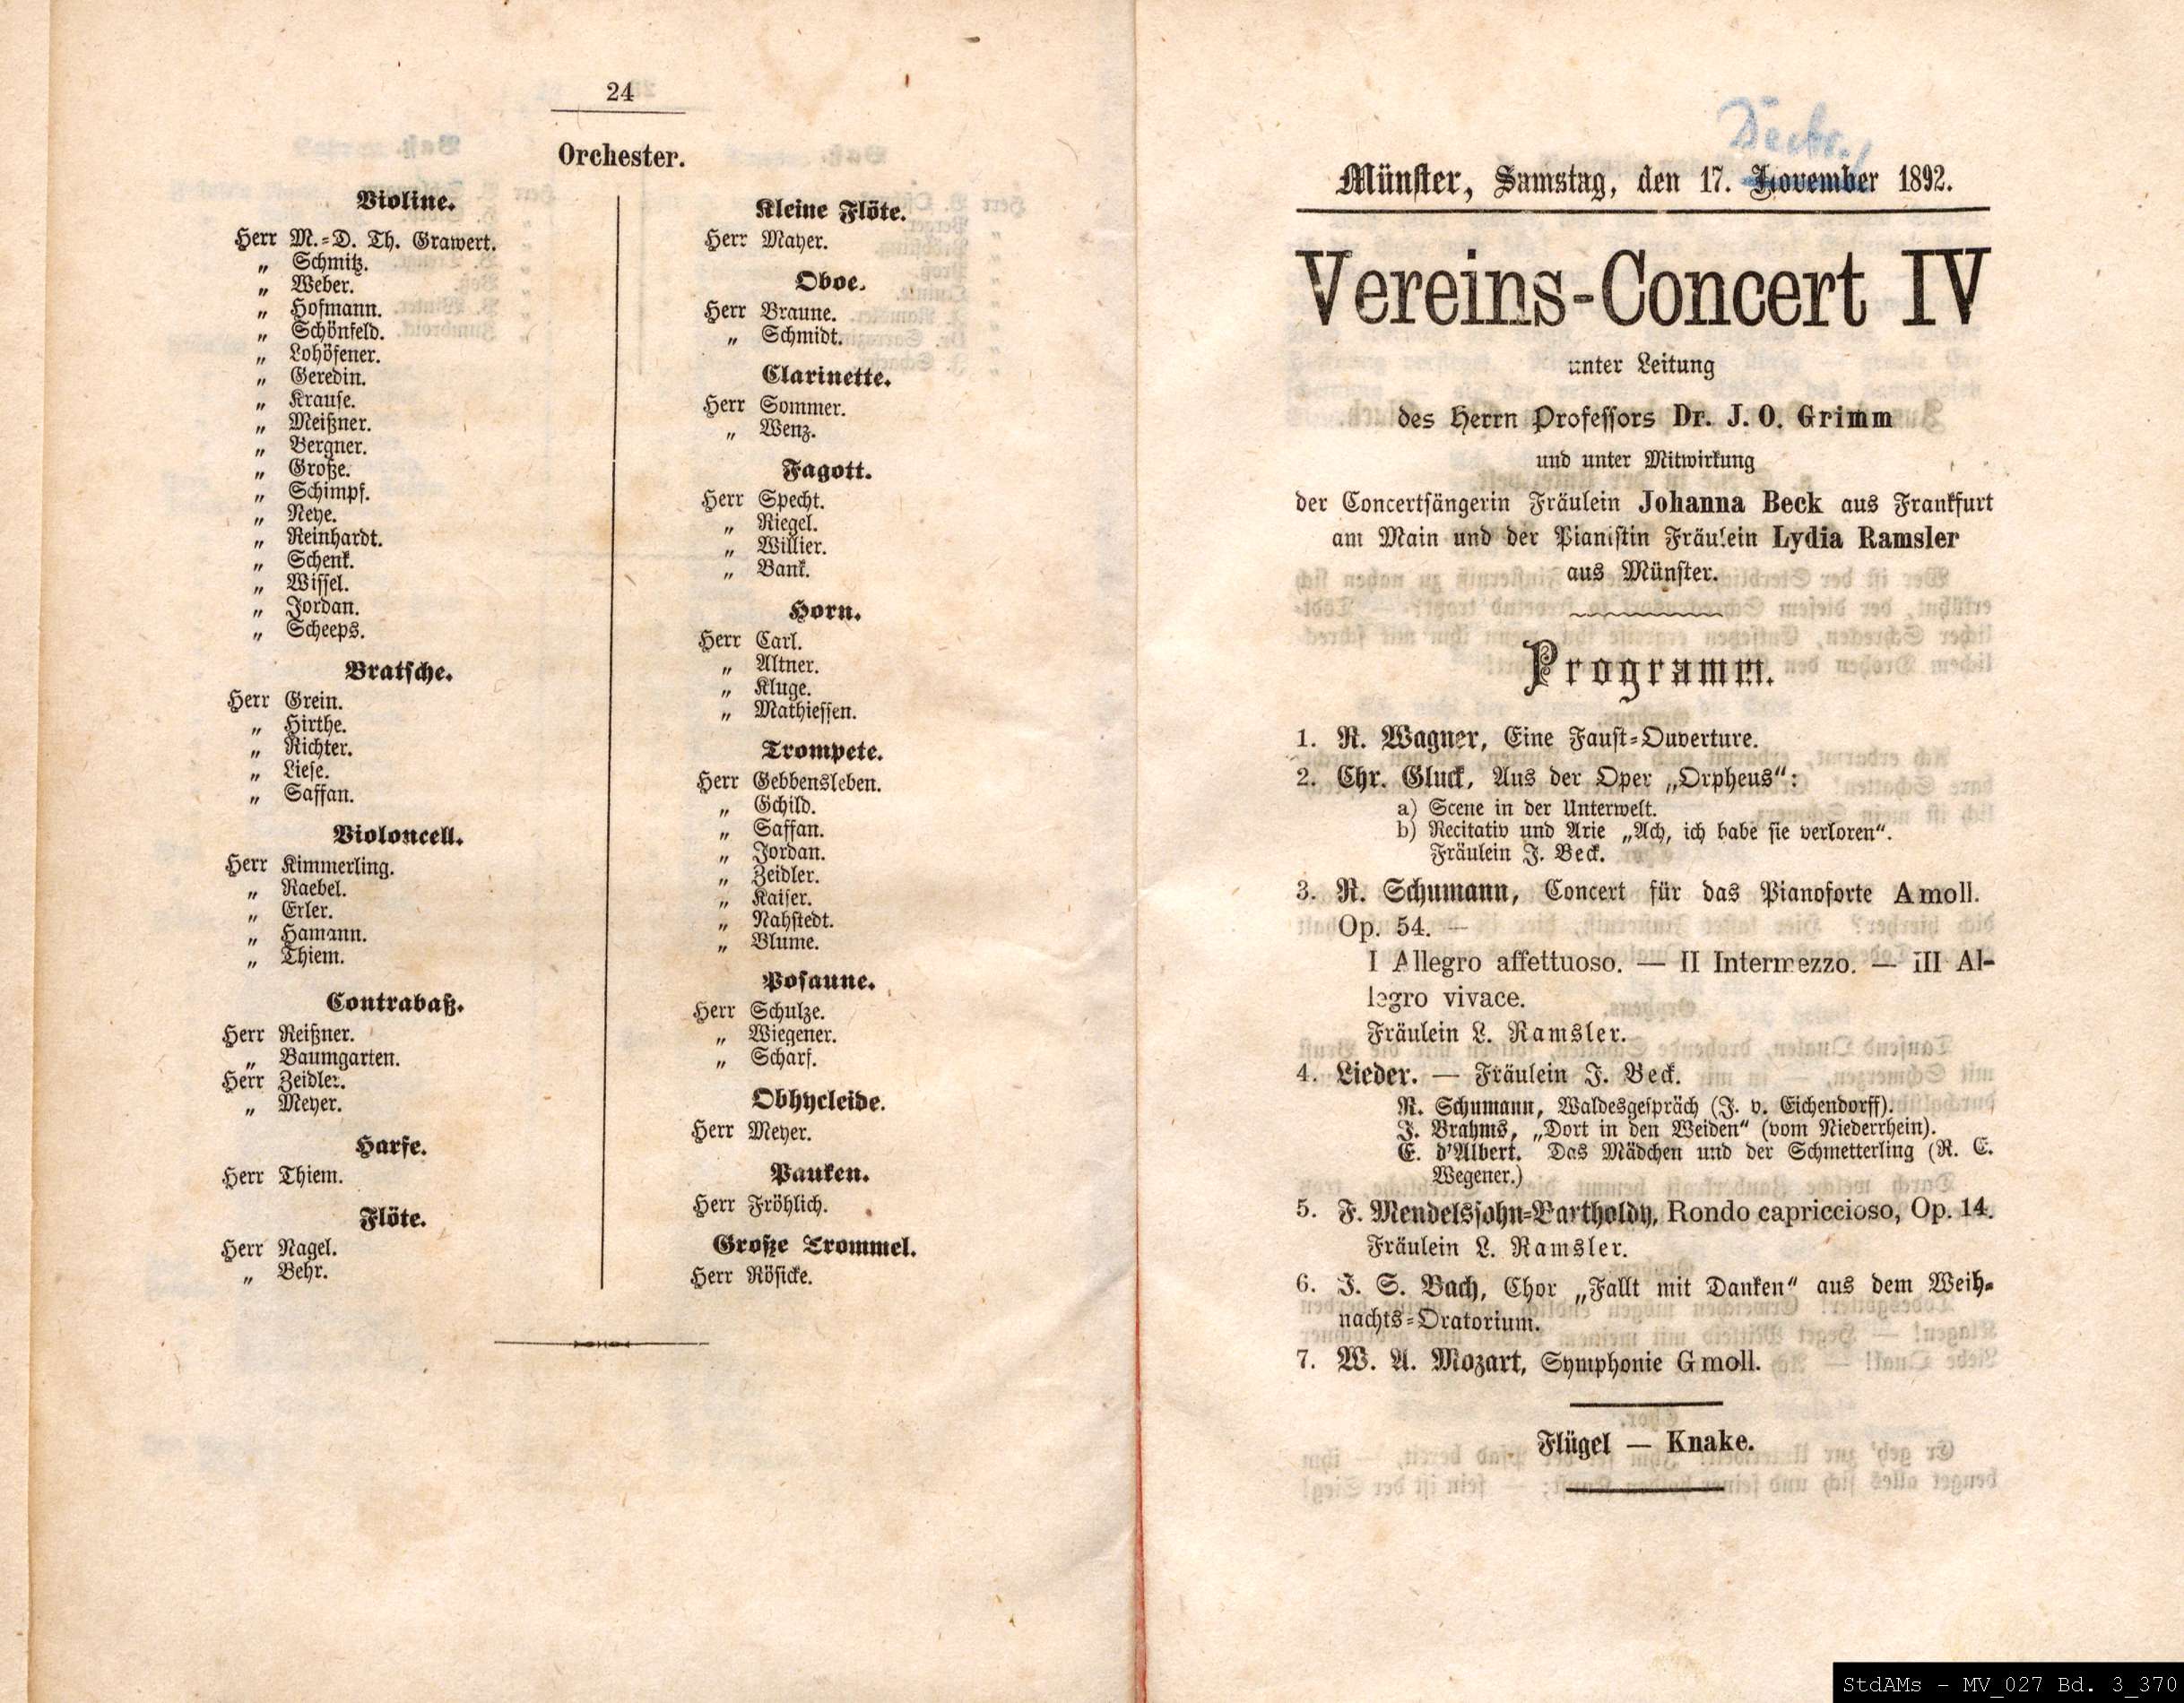 24
Orchester.
Violine.
Herr M.-D. Th. Grawert.
„ Schmitz.
„ Weber.
„ Hofmann.
„ Schönfeld.
„ Lohöfener.
„ Geredin.
„ Krause.
„ Meißner.
„ Bergner.
„ Große.
„ Schimpf.
„ Neye.
„ Reinhardt.
„ Schenk.
„ Wissel.
„ Jordan.
„ Scheeps.
Bratsche.
Herr Grein.
„ Hirthe.
„ Richter.
„ Liese.
„ Saffan.
Violoncell.
Herr Kimmerling.
„ Raebel.
„ Erler.
„ Hamann.
„ Thiem.
Contrabaß.
Herr Reißner.
„ Baumgarten.
Herr Zeidler.
„ Meyer.
Harfe.
Herr Thiem.
Flöte.
Herr Nagel.
„ Behr.
Kleine Flöte.
Herr Mayer.
Oboe.
Herr Braune.
„ Schmidt.
Clarinette.
Herr Sommer.
„ Wenz.
Fagott.
Herr Specht.
„ Riegel.
„ Willier.
„ Bank.
Horn.
Herr Carl.
„ Altner.
„ Kluge.
„ Mathiessen.
Trompete.
Herr Gebbensleben.
„ Schild.
„ Saffan.
„ Jordan.
„ Zeidler.
„ Kaiser.
„ Nahstedt.
„ Blume.
Posaune.
Herr Schulze.
„ Wiegener.
„ Scharf.
Obhycleide.
Herr Meyer.
Pauken.
Herr Fröhlich.
Große Trommel.
Herr Rösicke.
Decbr.
Münster, Samstag, den 17. November 1892.
Vereins-Concert IV
unter Leitung
des Herrn Professors Dr. J. O. Grimm
und unter Mitwirkung
der Concertsängerin Fräulein Johanna Beck aus Frankfurt
am Main und der Pianistin Fräulein Lydia Ramsler
aus Münster.
Programm.
1. R. Wagner, Eine Faust-Ouverture.
2. Chr. Gluck, Aus der Oper „Orpheus“:
a) Scene in der Unterwelt.
b) Recitativ und Arie „Ach, ich habe sie verloren“.
Fräulein J. Beck.
3. R. Schumann, Concert für das Pianoforte A moll.
Op. 54. —
I Allegro affettuoso. — II Intermezzo. — III Al-
legro vivace.
Fräulein L. Ramsler.
4. Lieder. — Fräulein J. Beck.
R. Schumann, Waldesgespräch (J. v. Eichendorff).
J. Brahms, „Dort in den Weiden“ (vom Niederrhein).
E. d'Albert. Das Mädchen und der Schmetterling (R. E.
Wegener.)
5. F. Mendelssohn-Bartholdy, Rondo capriccioso, Op. 14.
Fräulein L. Ramsler.
6. J. S. Bach, Chor „Fallt mit Danken“ aus dem Weih-
nachts-Oratorium.
7. W. A. Mozart, Symphonie G moll.
Flügel — Knake.
StdAMs - MV_027 Bd. 3_370